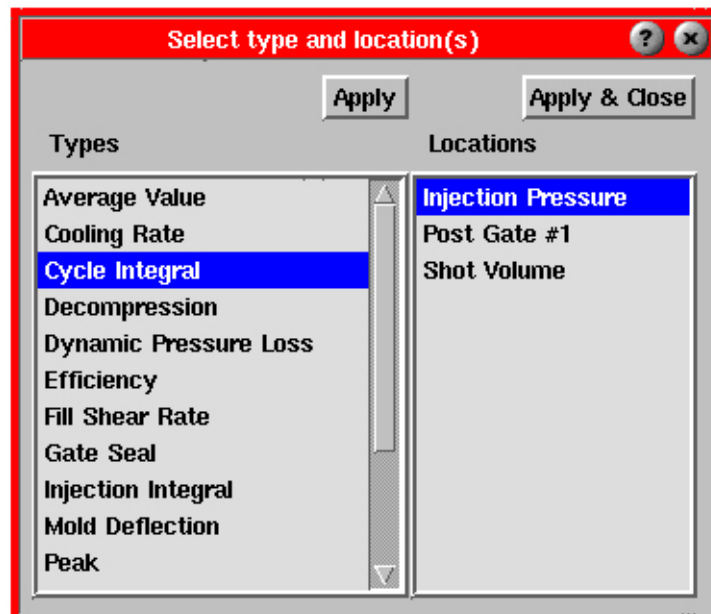 Select type and location(s)
?
x
Apply
Apply & Close
Types
Locations
Average Value
Cooling Rate
Cycle Integral
Decompression
Dynamic Pressure Loss
Efficiency
Fill Shear Rate
Gate Seal
Injection Integral
Mold Deflection
Peak
Injection Pressure
Post Gate #1
Shot Volume